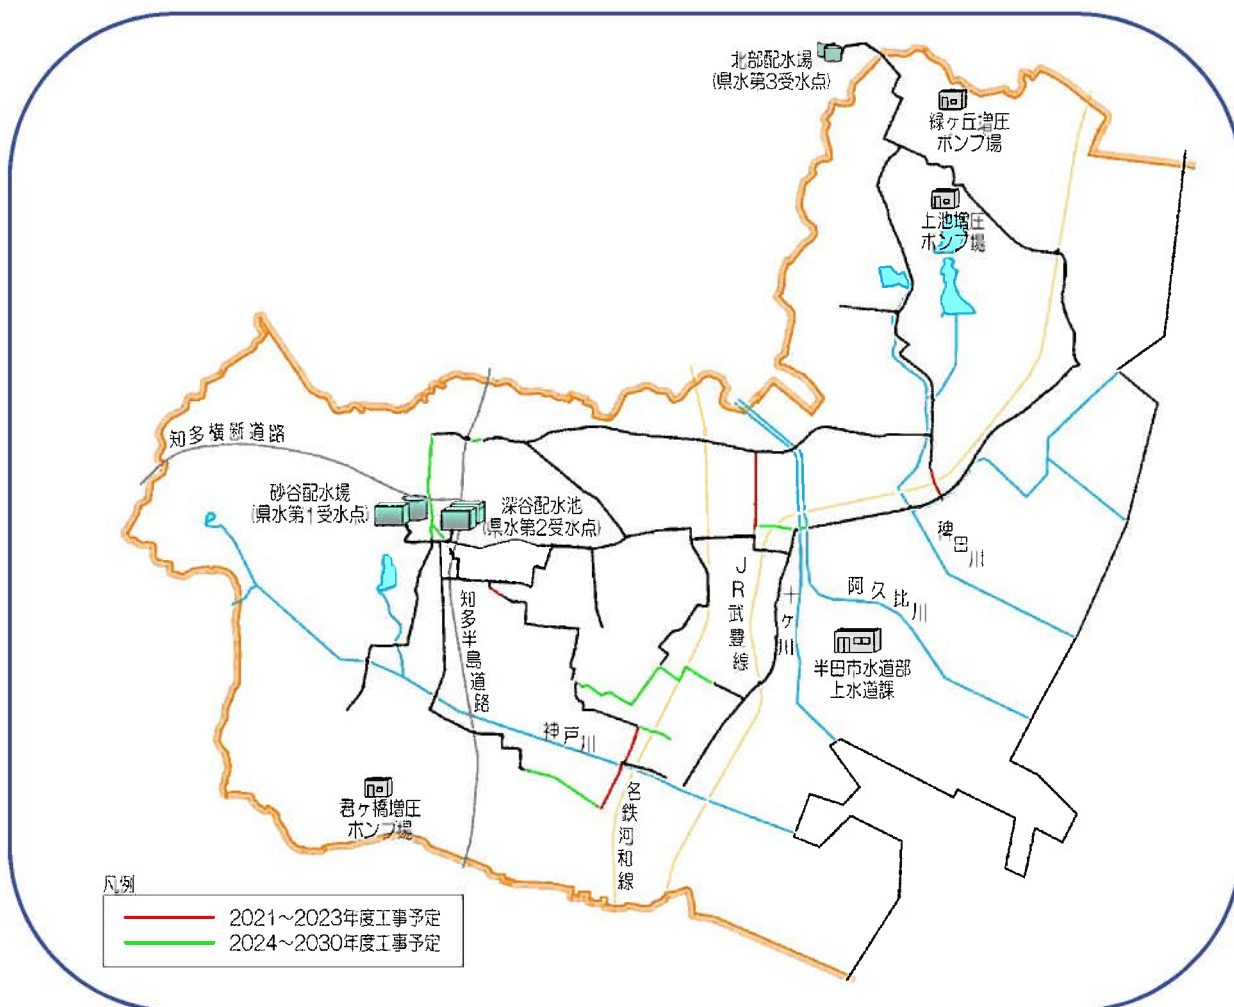 北部配水場
(県水第3受水点)
緑ヶ丘増圧
ポンプ場
上池増圧
ポンプ場
知多横断道路
砂谷配水場
(県水第1受水点)
深谷配水池
(県水第2受水点)
稗田川
阿久比川
十ヶ川
JR武豊線
知多半島道路
半田市水道部
上水道課
神戸川
名鉄河和線
君ヶ橋増圧
ポンプ場
凡例
2021～2023年度工事予定
2024～2030年度工事予定